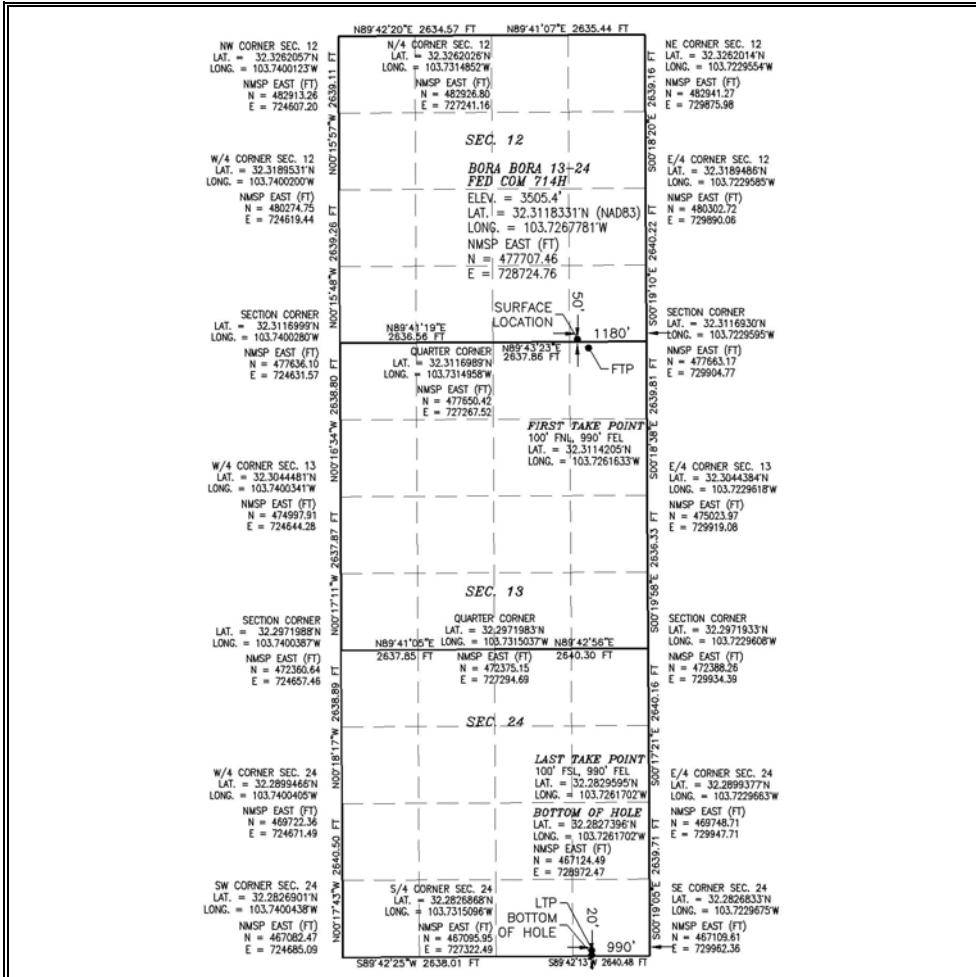 N89°42'20"E 2634.57 FT
N89°41'07"E 2635.44 FT
NW CORNER SEC. 12
LAT. = 32.3262057'N
LONG. = 103.7400123'W
NMSP EAST (FT)
N = 482913.26
E = 724607.20
N/4 CORNER SEC. 12
LAT. = 32.3262026'N
LONG. = 103.7314852'W
NMSP EAST (FT)
N = 482926.80
E = 727241.16
NE CORNER SEC. 12
LAT. = 32.3262014'N
LONG. = 103.7229554'W
NMSP EAST (FT)
N = 482941.27
E = 729875.98
N00°15'57"W 2639.11 FT
S00°18'20"E 2639.16 FT
SEC. 12
BORA BORA 13-24
FED COM 714H
ELEV. = 3505.4'
LAT. = 32.3118331'N (NAD83)
LONG. = 103.7267781'W
NMSP EAST (FT)
N = 477707.46
E = 728724.76
W/4 CORNER SEC. 12
LAT. = 32.3189531'N
LONG. = 103.7400200'W
NMSP EAST (FT)
N = 480274.75
E = 724619.44
E/4 CORNER SEC. 12
LAT. = 32.3189486'N
LONG. = 103.7229585'W
NMSP EAST (FT)
N = 480302.72
E = 729890.06
N00°15'48"W 2639.26 FT
S00°19'10"E 2640.22 FT
SURFACE
LOCATION
50'
1180'
FTP
SECTION CORNER
LAT. = 32.3116999'N
LONG. = 103.7400280'W
NMSP EAST (FT)
N = 477636.10
E = 724631.57
N89°41'19"E
2636.56 FT
N89°43'23"E
2637.86 FT
QUARTER CORNER
LAT. = 32.3116989'N
LONG. = 103.7314958'W
NMSP EAST (FT)
N = 477650.42
E = 727267.52
SECTION CORNER
LAT. = 32.3116930'N
LONG. = 103.7229595'W
NMSP EAST (FT)
N = 477663.17
E = 729904.77
N00°16'34"W 2638.80 FT
S00°18'38"E 2639.81 FT
FIRST TAKE POINT
100' FNL, 990' FEL
LAT. = 32.3114205'N
LONG. = 103.7261633'W
W/4 CORNER SEC. 13
LAT. = 32.3044481'N
LONG. = 103.7400341'W
NMSP EAST (FT)
N = 474997.91
E = 724644.28
E/4 CORNER SEC. 13
LAT. = 32.3044384'N
LONG. = 103.7229618'W
NMSP EAST (FT)
N = 475023.97
E = 729919.08
N00°17'11"W 2637.87 FT
S00°19'58"E 2636.33 FT
SEC. 13
SECTION CORNER
LAT. = 32.2971988'N
LONG. = 103.7400387'W
NMSP EAST (FT)
N = 472360.64
E = 724657.46
QUARTER CORNER
LAT. = 32.2971983'N
LONG. = 103.7315037'W
N89°41'05"E
2637.85 FT
N89°42'56"E
2640.30 FT
NMSP EAST (FT)
N = 472375.15
E = 727294.69
SECTION CORNER
LAT. = 32.2971933'N
LONG. = 103.7229608'W
NMSP EAST (FT)
N = 472388.26
E = 729934.39
N00°18'17"W 2638.89 FT
S00°17'21"E 2640.16 FT
SEC. 24
LAST TAKE POINT
100' FSL, 990' FEL
LAT. = 32.2829595'N
LONG. = 103.7261702'W
BOTTOM OF HOLE
LAT. = 32.2827396'N
LONG. = 103.7261702'W
NMSP EAST (FT)
N = 467124.49
E = 728972.47
W/4 CORNER SEC. 24
LAT. = 32.2899466'N
LONG. = 103.7400405'W
NMSP EAST (FT)
N = 469722.36
E = 724671.49
E/4 CORNER SEC. 24
LAT. = 32.2899377'N
LONG. = 103.7229663'W
NMSP EAST (FT)
N = 469748.71
E = 729947.71
N00°17'43"W 2640.50 FT
S00°19'05"E 2639.71 FT
SW CORNER SEC. 24
LAT. = 32.2826901'N
LONG. = 103.7400438'W
NMSP EAST (FT)
N = 467082.47
E = 724685.09
S/4 CORNER SEC. 24
LAT. = 32.2826868'N
LONG. = 103.7315096'W
NMSP EAST (FT)
N = 467095.95
E = 727322.49
LTP
BOTTOM
OF HOLE
20'
990'
SE CORNER SEC. 24
LAT. = 32.2826833'N
LONG. = 103.7229675'W
NMSP EAST (FT)
N = 467109.61
E = 729962.36
S89°42'25"W 2638.01 FT
S89°42'13"W 2640.48 FT